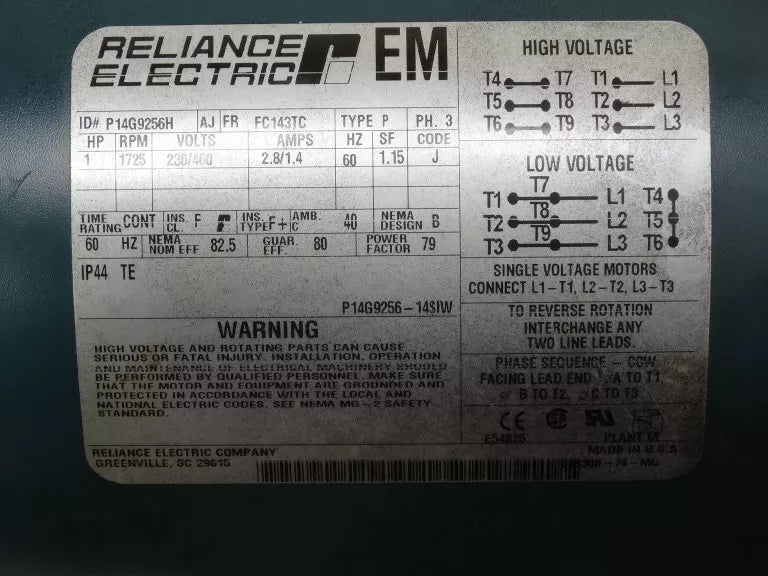 RELIANCE
ELECTRIC EM
ID# P14G9256H AJ FR FC143TC TYPE P PH. 3
HP RPM VOLTS AMPS HZ SF CODE
1 1725 230/460 2.8/1.4 60 1.15 J
TIME RATING CONT INS. CL. F INS. TYPE F+ AMB. C 40 NEMA DESIGN B
60 HZ NEMA NOM EFF 82.5 GUAR. EFF. 80 POWER FACTOR 79
IP44 TE
P14G9256-14SIW
WARNING
HIGH VOLTAGE AND ROTATING PARTS CAN CAUSE
SERIOUS OR FATAL INJURY. INSTALLATION, OPERATION
AND MAINTENANCE OF ELECTRICAL MACHINERY SHOULD
BE PERFORMED BY QUALIFIED PERSONNEL. MAKE SURE
THAT THE MOTOR AND EQUIPMENT ARE GROUNDED AND
PROTECTED IN ACCORDANCE WITH THE LOCAL AND
NATIONAL ELECTRIC CODES. SEE NEMA MG-2 SAFETY
STANDARD.
RELIANCE ELECTRIC COMPANY
GREENVILLE, SC 29615
HIGH VOLTAGE
T4 T7 T1 L1
T5 T8 T2 L2
T6 T9 T3 L3
LOW VOLTAGE
T7
T1 L1 T4
T8
T2 L2 T5
T9
T3 L3 T6
SINGLE VOLTAGE MOTORS
CONNECT L1-T1, L2-T2, L3-T3
TO REVERSE ROTATION
INTERCHANGE ANY
TWO LINE LEADS.
PHASE SEQUENCE - CCW
FACING LEAD END A TO T1,
B TO T2, C TO T3
CE SA UR
E54825 PLANT M
MADE IN U.S.A
-74-MG